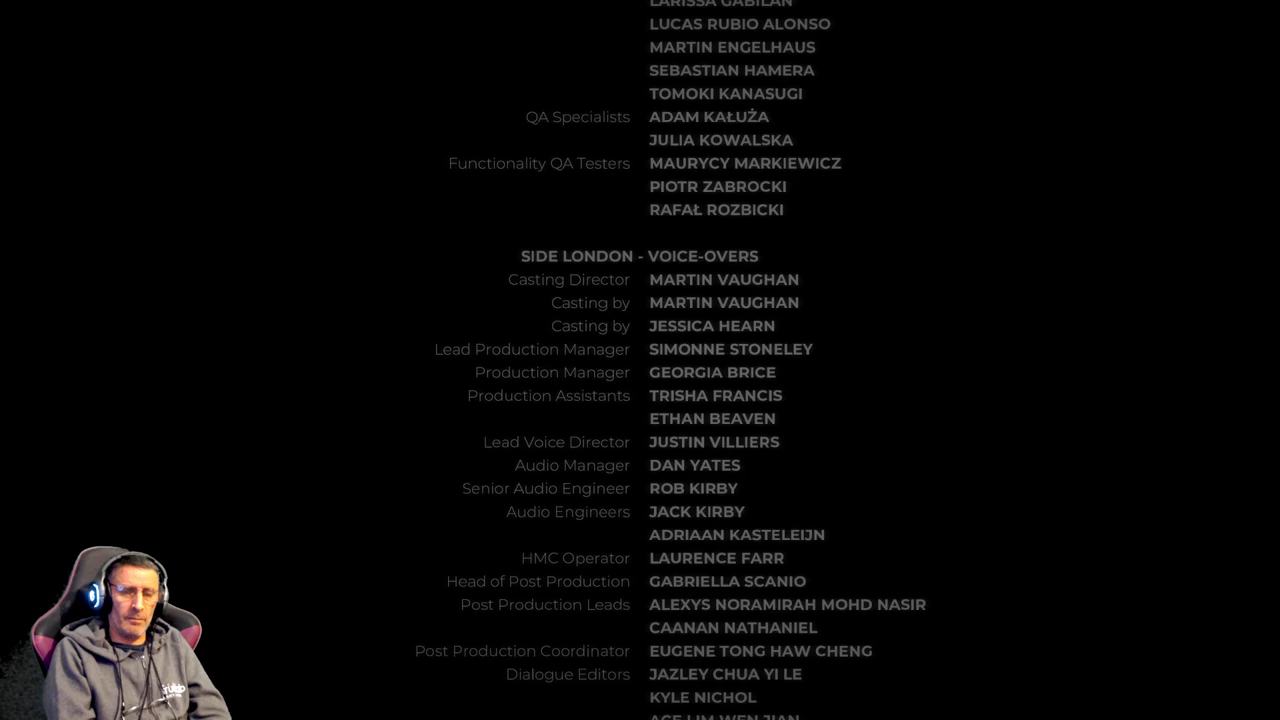 LARISSA GABILAN
LUCAS RUBIO ALONSO
MARTIN ENGELHAUS
SEBASTIAN HAMERA
TOMOKI KANASUGI
QA Specialists ADAM KAŁUŻA
JULIA KOWALSKA
Functionality QA Testers MAURYCY MARKIEWICZ
PIOTR ZABROCKI
RAFAŁ ROZBICKI
SIDE LONDON - VOICE-OVERS
Casting Director MARTIN VAUGHAN
Casting by MARTIN VAUGHAN
Casting by JESSICA HEARN
Lead Production Manager SIMONNE STONELEY
Production Manager GEORGIA BRICE
Production Assistants TRISHA FRANCIS
ETHAN BEAVEN
Lead Voice Director JUSTIN VILLIERS
Audio Manager DAN YATES
Senior Audio Engineer ROB KIRBY
Audio Engineers JACK KIRBY
ADRIAAN KASTELEIJN
HMC Operator LAURENCE FARR
Head of Post Production GABRIELLA SCANIO
Post Production Leads ALEXYS NORAMIRAH MOHD NASIR
CAANAN NATHANIEL
Post Production Coordinator EUGENE TONG HAW CHENG
Dialogue Editors JAZLEY CHUA YI LE
KYLE NICHOL